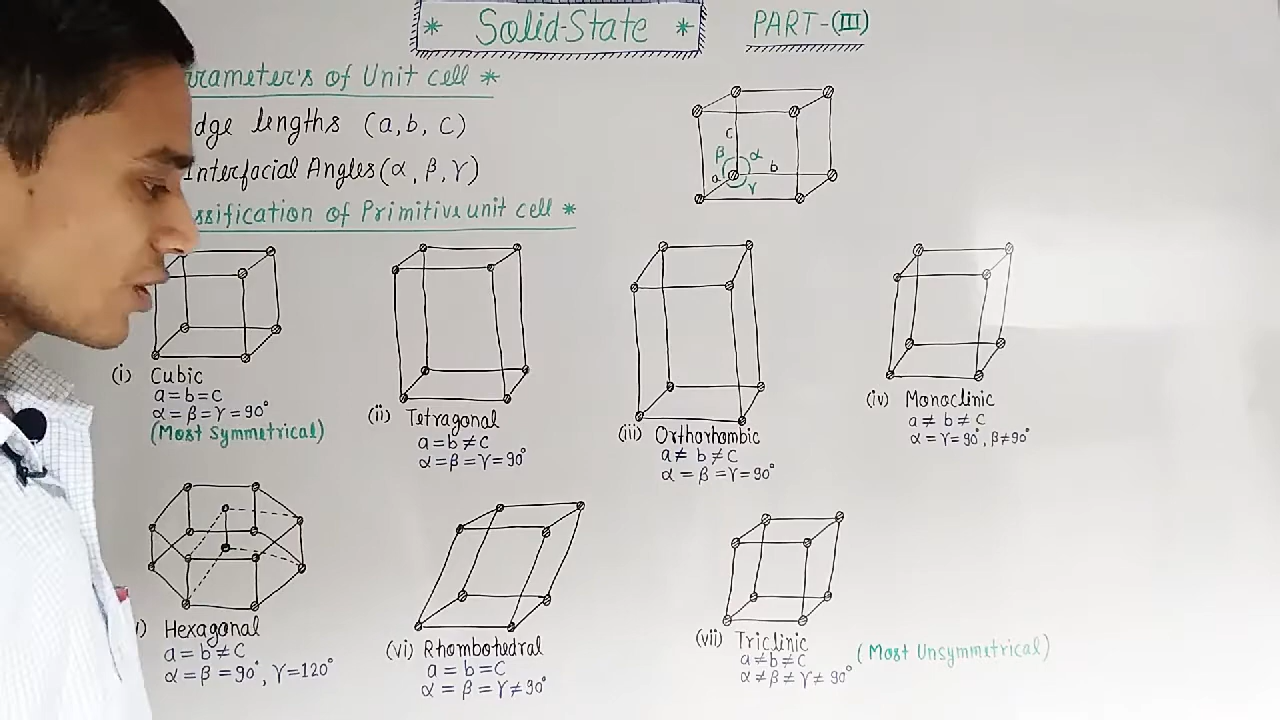 * Solid-State *
PART-(III)
rameter's of Unit cell *
dge lengths (a, b, c)
Interfacial Angles (α, β, γ)
ssification of Primitive unit cell *
c
β α
a b
γ
(i) Cubic
a = b = c
α = β = γ = 90°
(Most Symmetrical)
(ii) Tetragonal
a = b ≠ c
α = β = γ = 90°
(iii) Orthorhombic
a ≠ b ≠ c
α = β = γ = 90°
(iv) Monoclinic
a ≠ b ≠ c
α = γ = 90°, β ≠ 90°
) Hexagonal
a = b ≠ c
α = β = 90°, γ = 120°
(vi) Rhombohedral
a = b = c
α = β = γ ≠ 90°
(vii) Triclinic
a ≠ b ≠ c
α ≠ β ≠ γ ≠ 90°
(Most Unsymmetrical)